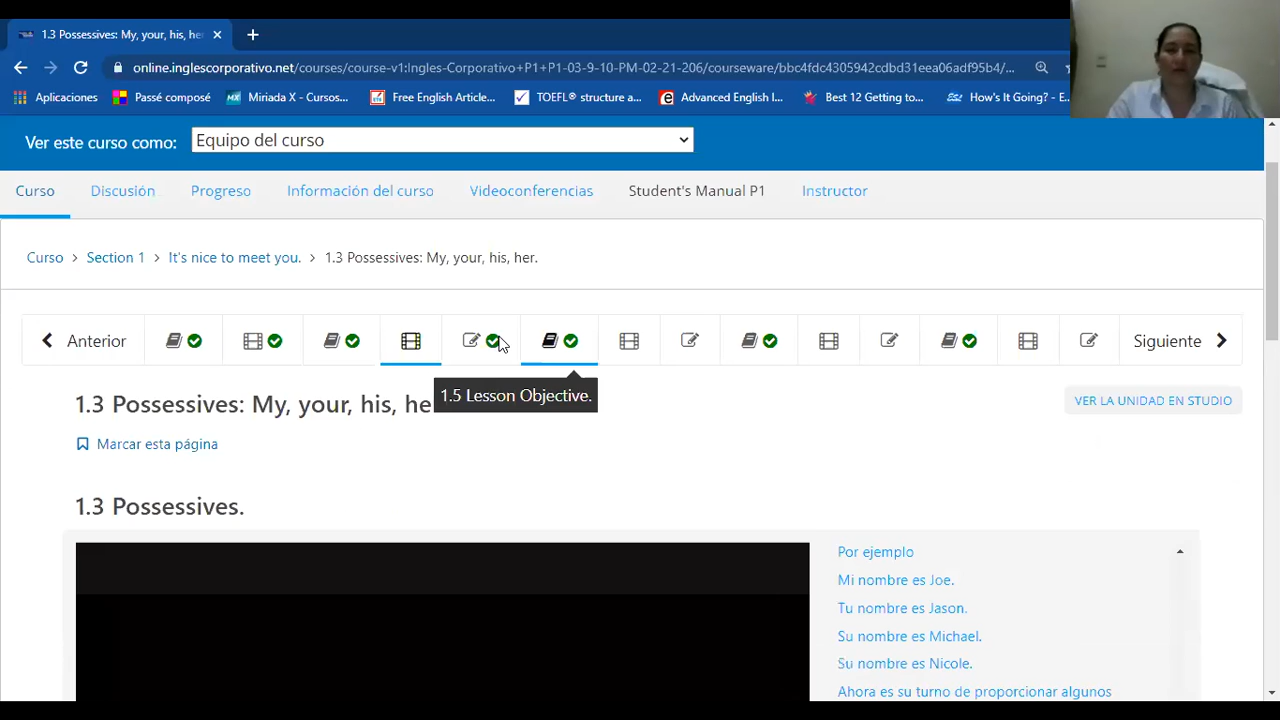 1.3 Possessives: My, your, his, he
online.inglescorporativo.net/courses/course-v1:Ingles-Corporativo+P1+P1-03-9-10-PM-02-21-206/courseware/bbc4fdc4305942cdbd31eea06adf95b4/...
Aplicaciones Passé composé Miriada X - Cursos... Free English Article... TOEFL® structure a... Advanced English I... Best 12 Getting to... How's It Going? - E...
Ver este curso como: Equipo del curso
Curso Discusión Progreso Información del curso Videoconferencias Student's Manual P1 Instructor
Curso > Section 1 > It's nice to meet you. > 1.3 Possessives: My, your, his, her.
Anterior Siguiente
1.5 Lesson Objective.
1.3 Possessives: My, your, his, he
VER LA UNIDAD EN STUDIO
Marcar esta página
1.3 Possessives.
Por ejemplo
Mi nombre es Joe.
Tu nombre es Jason.
Su nombre es Michael.
Su nombre es Nicole.
Ahora es su turno de proporcionar algunos